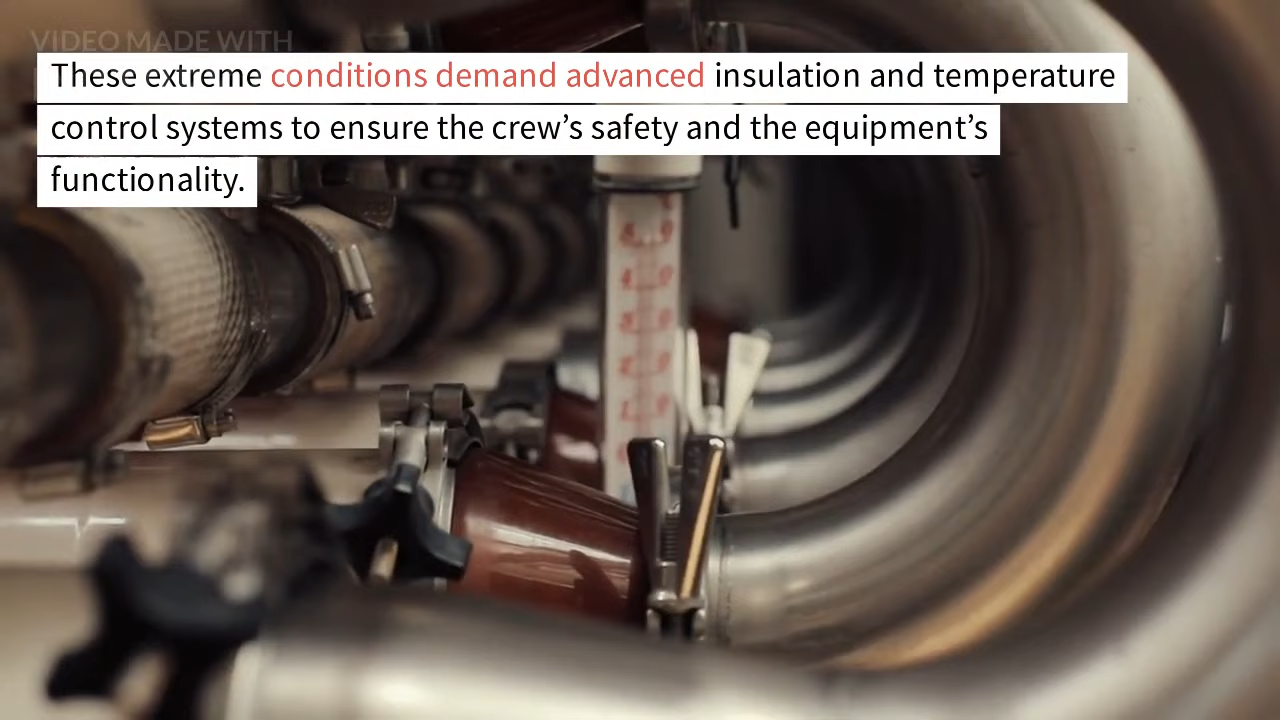 VIDEO MADE WITH
These extreme conditions demand advanced insulation and temperature
control systems to ensure the crew’s safety and the equipment’s
functionality.